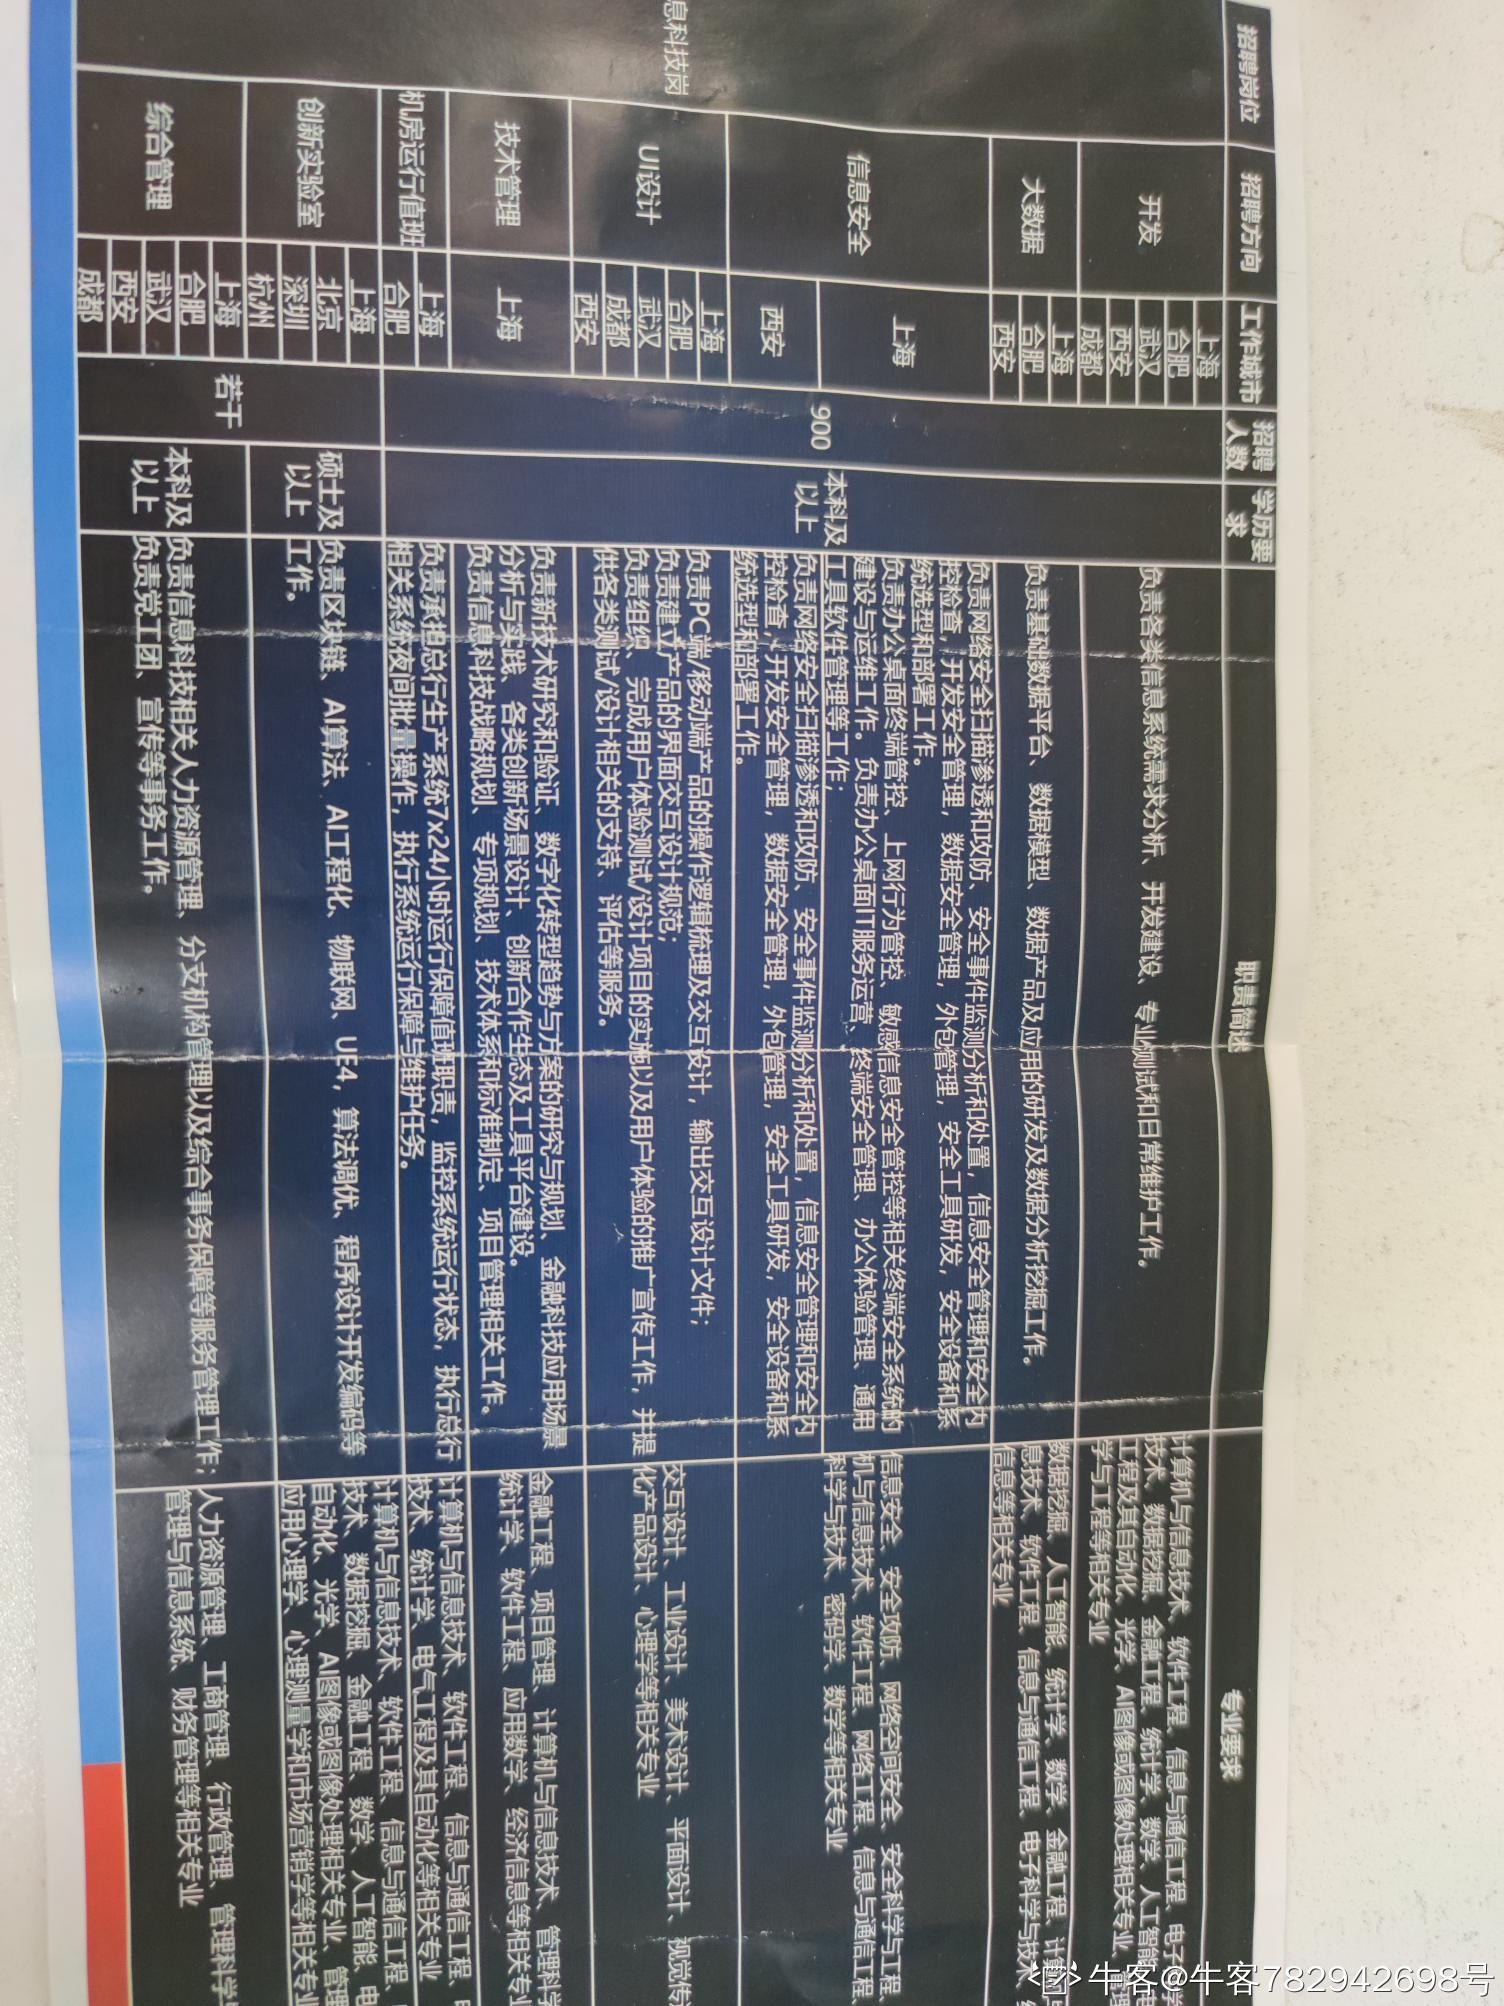 招聘岗位
招聘方向
工作城市
招聘
人数
学历要
求
职责简述
专业要求
息科技岗
开发
上海
合肥
武汉
西安
成都
900
本科及
以上
负责各类信息系统需求分析、开发建设、专业测试和日常维护工作。
计算机与信息技术、软件工程、信息与通信工程、电子
技术、数据挖掘、金融工程、统计学、数学、人工智能、
工程及其自动化、光学、AI图像或图像处理相关专业、
学与工程等相关专业
大数据
上海
合肥
西安
负责基础数据平台、数据模型、数据产品及应用的研发及数据分析挖掘工作。
数据挖掘、人工智能、统计学、数学、金融工程、计算
息技术、软件工程、信息与通信工程、电子科学与技术、
信息等相关专业
信息安全
上海
负责网络安全扫描渗透和攻防、安全事件监测分析和处置，信息安全管理和安全内
控检查，开发安全管理，数据安全管理，外包管理，安全工具研发，安全设备和系
统选型和部署工作。
负责办公桌面终端管控、上网行为管控、敏感信息安全管控等相关终端安全系统的
建设与运维工作。负责办公桌面IT服务运营、终端安全管理、办公体验管理、通用
工具软件管理等工作；
西安
负责网络安全扫描渗透和攻防、安全事件监测分析和处置，信息安全管理和安全内
控检查，开发安全管理，数据安全管理，外包管理，安全工具研发，安全设备和系
统选型和部署工作。
信息安全、安全攻防、网络空间安全、安全科学与工程、
机与信息技术、软件工程、网络工程、信息与通信工程、
科学与技术、密码学、数学等相关专业
UI设计
上海
合肥
武汉
成都
西安
负责PC端/移动端产品的操作逻辑梳理及交互设计，输出交互设计文件；
负责建立产品的界面交互设计规范；
负责组织、完成用户体验测试/设计项目的实施以及用户体验的推广宣传工作，并提
供各类测试/设计相关的支持、评估等服务。
交互设计、工业设计、美术设计、平面设计、视觉传
化产品设计、心理学等相关专业
技术管理
上海
负责新技术研究和验证、数字化转型趋势与方案的研究与规划、金融科技应用场景
分析与实践、各类创新场景设计、创新合作生态及工具平台建设。
负责信息科技战略规划、专项规划、技术体系和标准制定、项目管理相关工作。
金融工程、项目管理、计算机与信息技术、管理科学
统计学、软件工程、应用数学、经济信息等相关专
机房运行值班
上海
合肥
负责承担总行生产系统7x24小时运行保障值班职责，监控系统运行状态，执行总行
相关系统夜间批量操作，执行系统运行保障与维护任务。
计算机与信息技术、软件工程、信息与通信工程、
技术、统计学、电气工程及其自动化等相关专业
创新实验室
上海
北京
深圳
杭州
若干
硕士及
以上
负责区块链、AI算法、AI工程化、物联网、UE4，算法调优、程序设计开发编码等
工作。
计算机与信息技术、软件工程、信息与通信工程、
技术、数据挖掘、金融工程、数学、人工智能、电
自动化、光学、AI图像或图像处理相关专业、管理
应用心理学、心理测量学和市场营销学等相关专业
综合管理
上海
合肥
武汉
西安
成都
本科及
以上
负责信息科技相关人力资源管理、分支机构管理以及综合事务保障等服务管理工作；
负责党工团、宣传等事务工作。
人力资源管理、工商管理、行政管理、管理科学
管理与信息系统、财务管理等相关专业
牛客@牛客782942698号